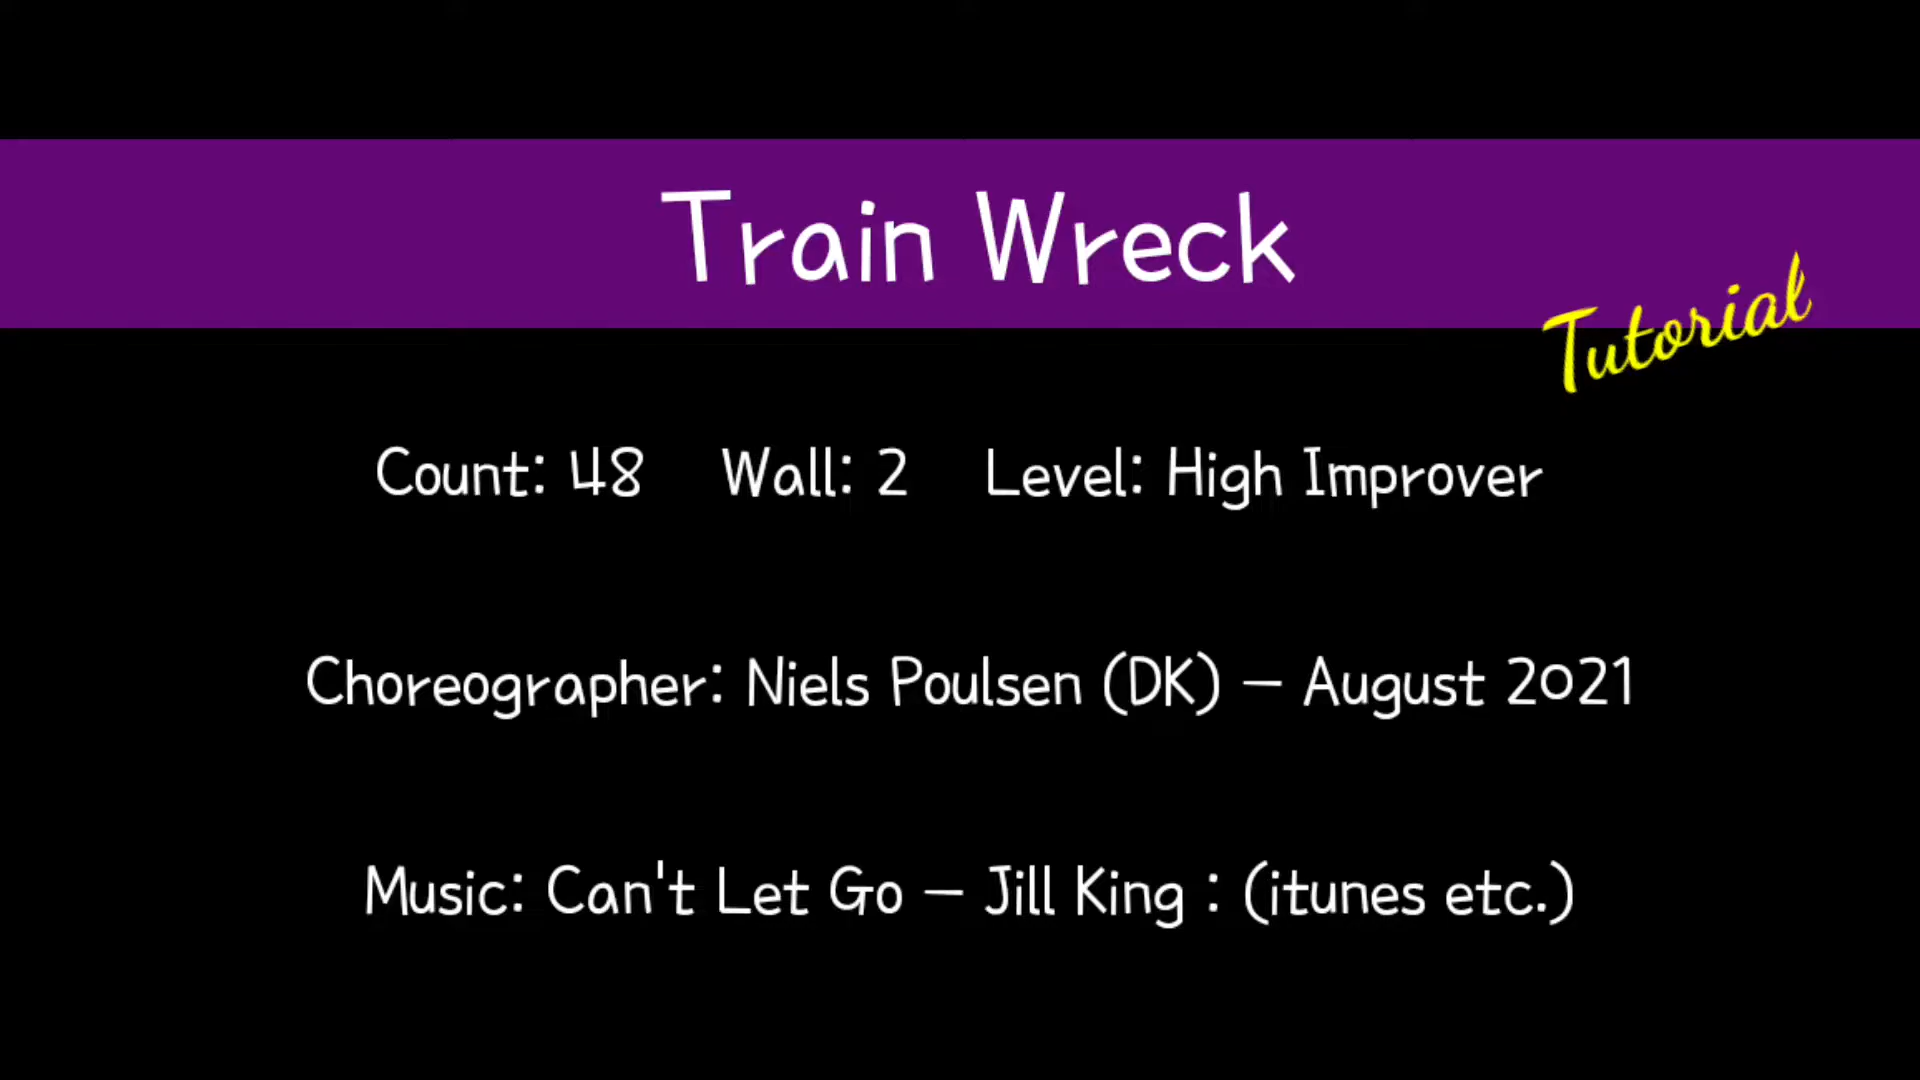 Train Wreck
Tutorial
Count: 48 Wall: 2 Level: High Improver
Choreographer: Niels Poulsen (DK) – August 2021
Music: Can't Let Go – Jill King : (itunes etc.)